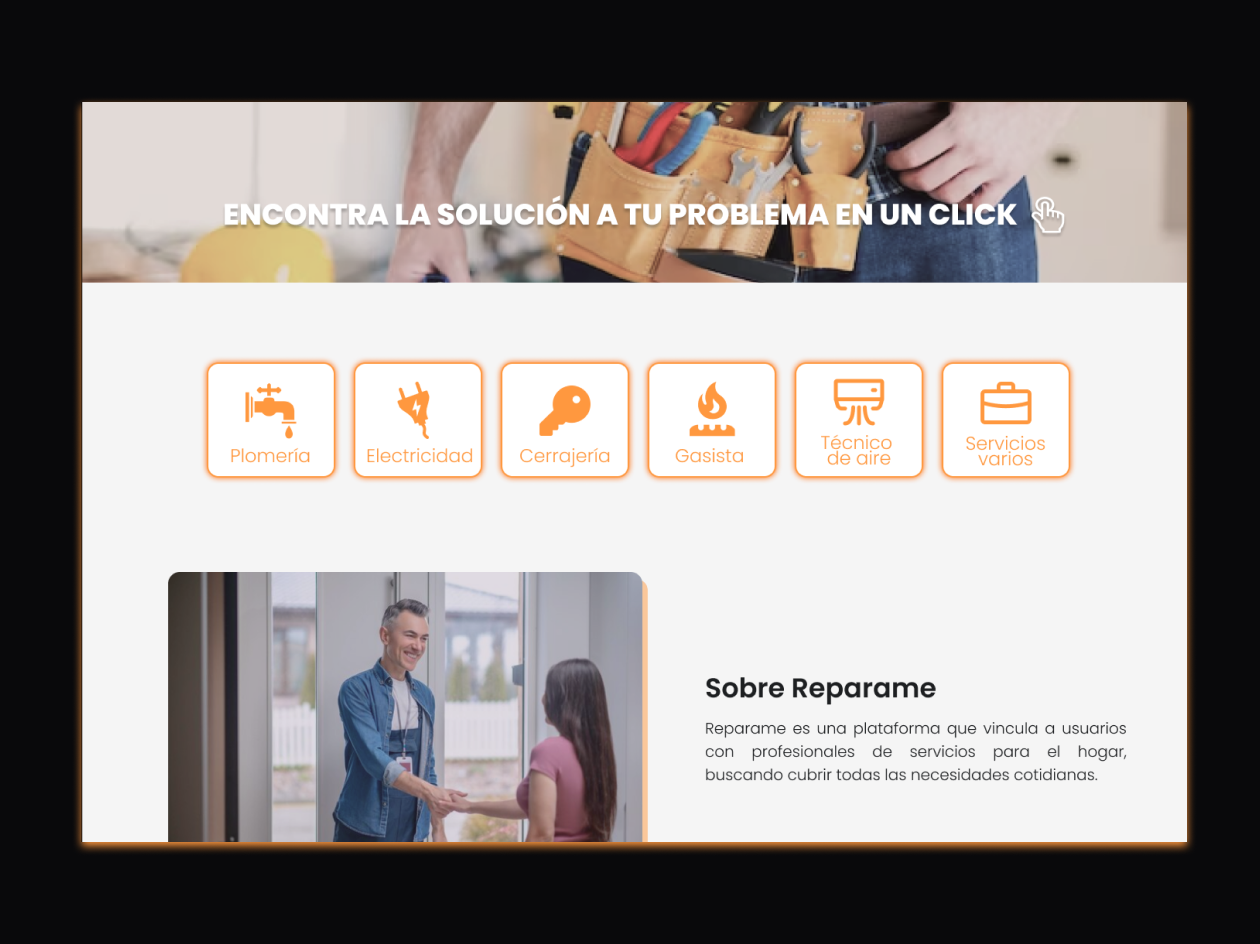 ENCONTRA LA SOLUCIÓN A TU PROBLEMA EN UN CLICK
Plomería
Electricidad
Cerrajería
Gasista
Técnico
de aire
Servicios
varios
Sobre Reparame
Reparame es una plataforma que vincula a usuarios
con profesionales de servicios para el hogar,
buscando cubrir todas las necesidades cotidianas.